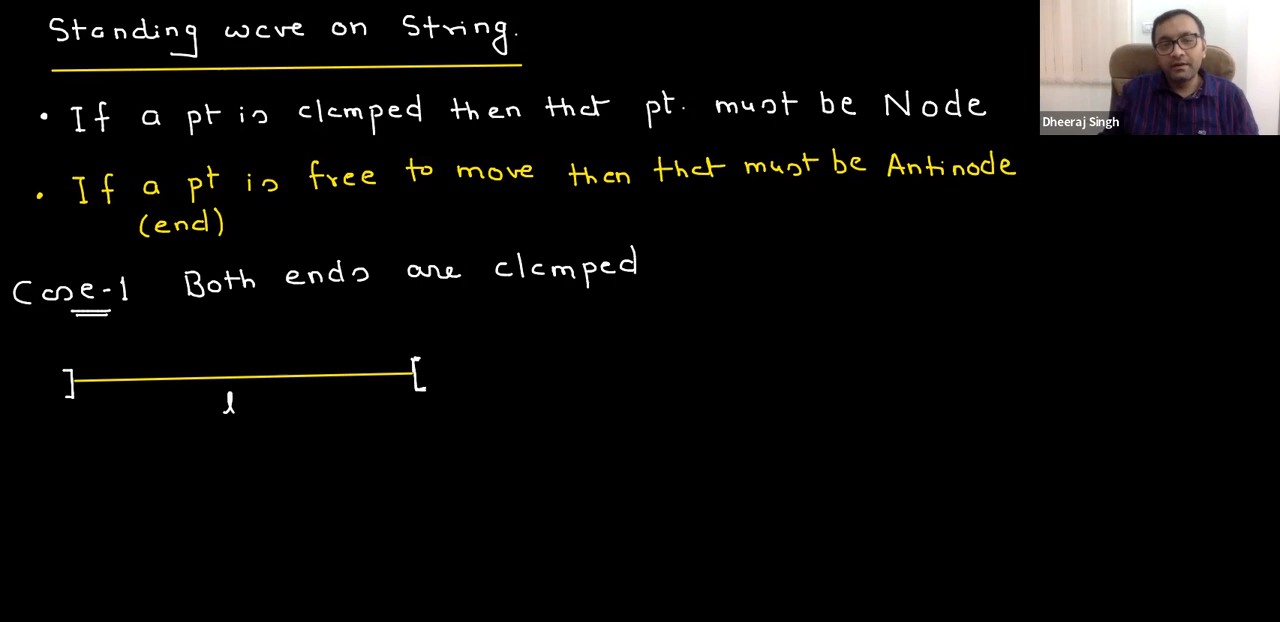 Standing wave on String.
• If a pt is clamped then that pt. must be Node
• If a pt is free to move then that must be Antinode
(end)
Case-1 Both ends are clamped
l
Dheeraj Singh